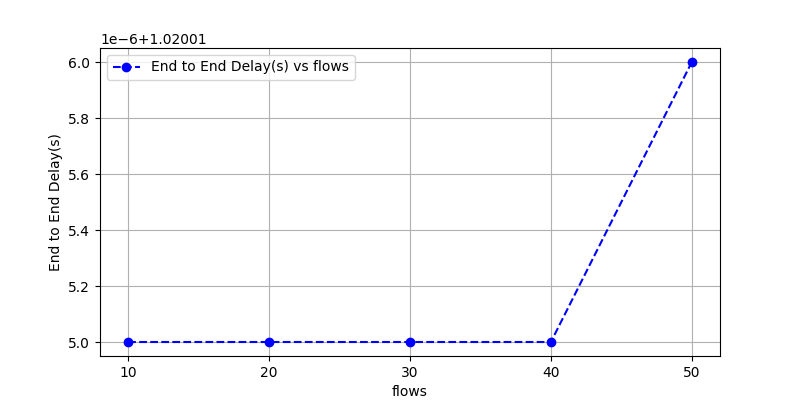 1e−6+1.02001
End to End Delay(s) vs flows
End to End Delay(s)
6.0
5.8
5.6
5.4
5.2
5.0
10 20 30 40 50
flows